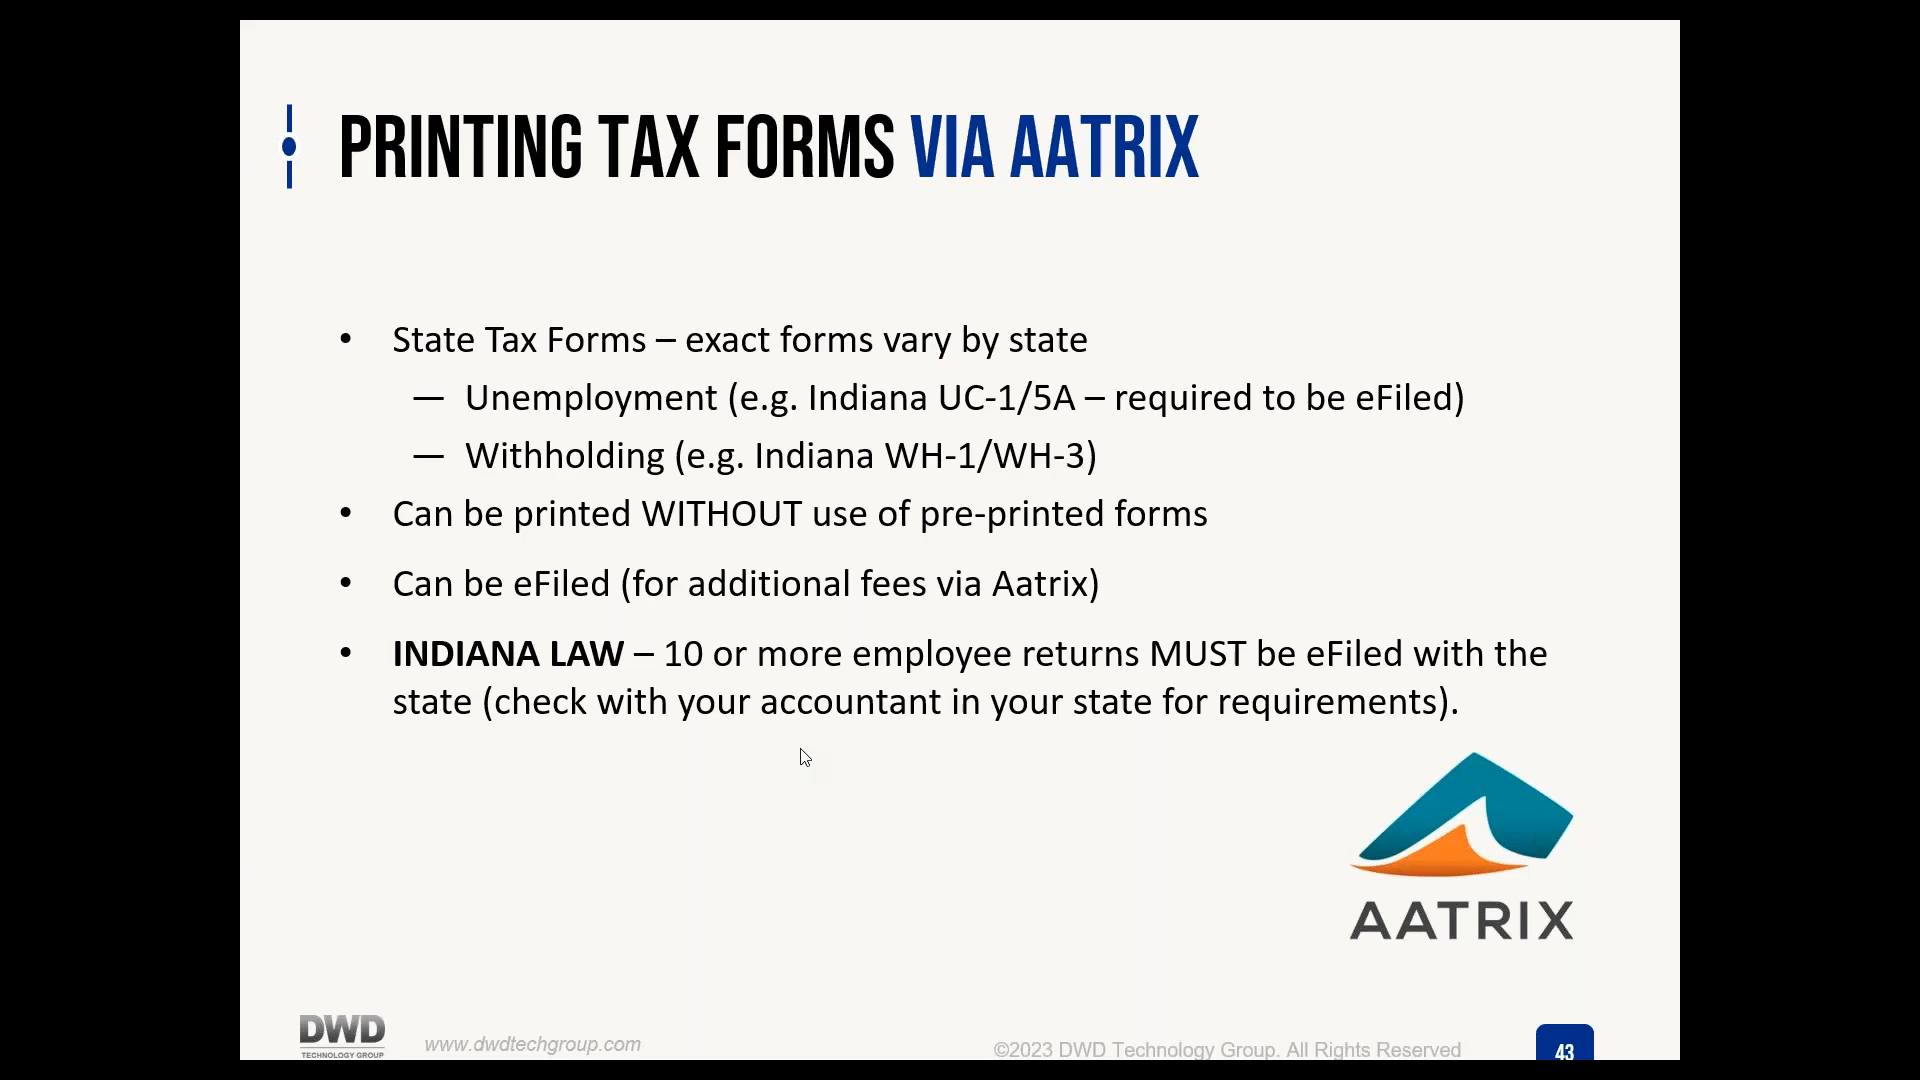 PRINTING TAX FORMS VIA AATRIX
• State Tax Forms – exact forms vary by state
— Unemployment (e.g. Indiana UC-1/5A – required to be eFiled)
— Withholding (e.g. Indiana WH-1/WH-3)
• Can be printed WITHOUT use of pre-printed forms
• Can be eFiled (for additional fees via Aatrix)
• INDIANA LAW – 10 or more employee returns MUST be eFiled with the
state (check with your accountant in your state for requirements).
AATRIX
DWD
TECHNOLOGY GROUP
www.dwdtechgroup.com
©2023 DWD Technology Group. All Rights Reserved
43